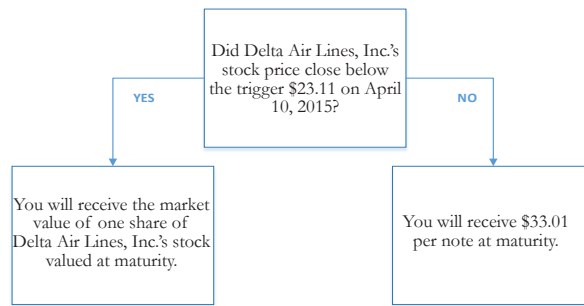 Did Delta Air Lines, Inc.'s
stock price close below
the trigger $23.11 on April
10, 2015?
YES
NO
You will receive the market
value of one share of
Delta Air Lines, Inc.'s stock
valued at maturity.
You will receive $33.01
per note at maturity.